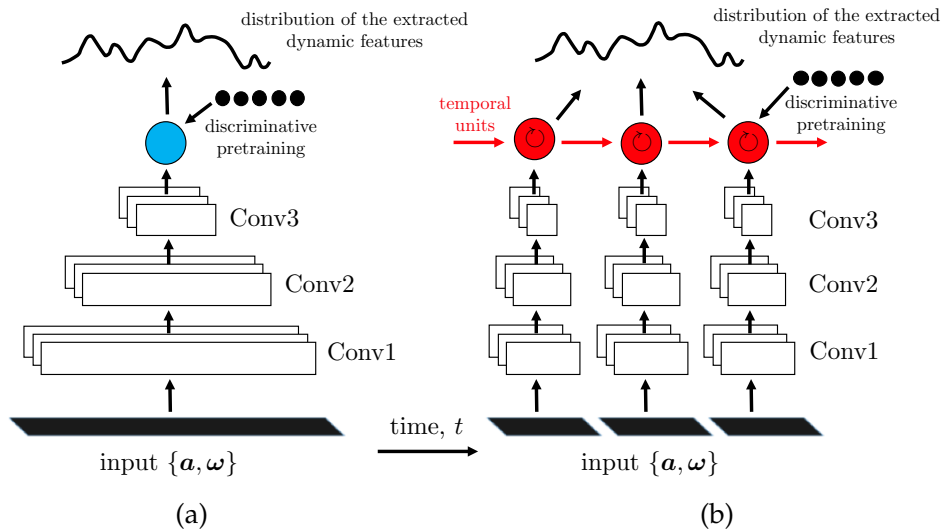 distribution of the extracted
dynamic features
discriminative
pretraining
Conv3
Conv2
Conv1
input {a, ω}
(a)
time, t
distribution of the extracted
dynamic features
temporal
units
discriminative
pretraining
Conv3
Conv2
Conv1
input {a, ω}
(b)